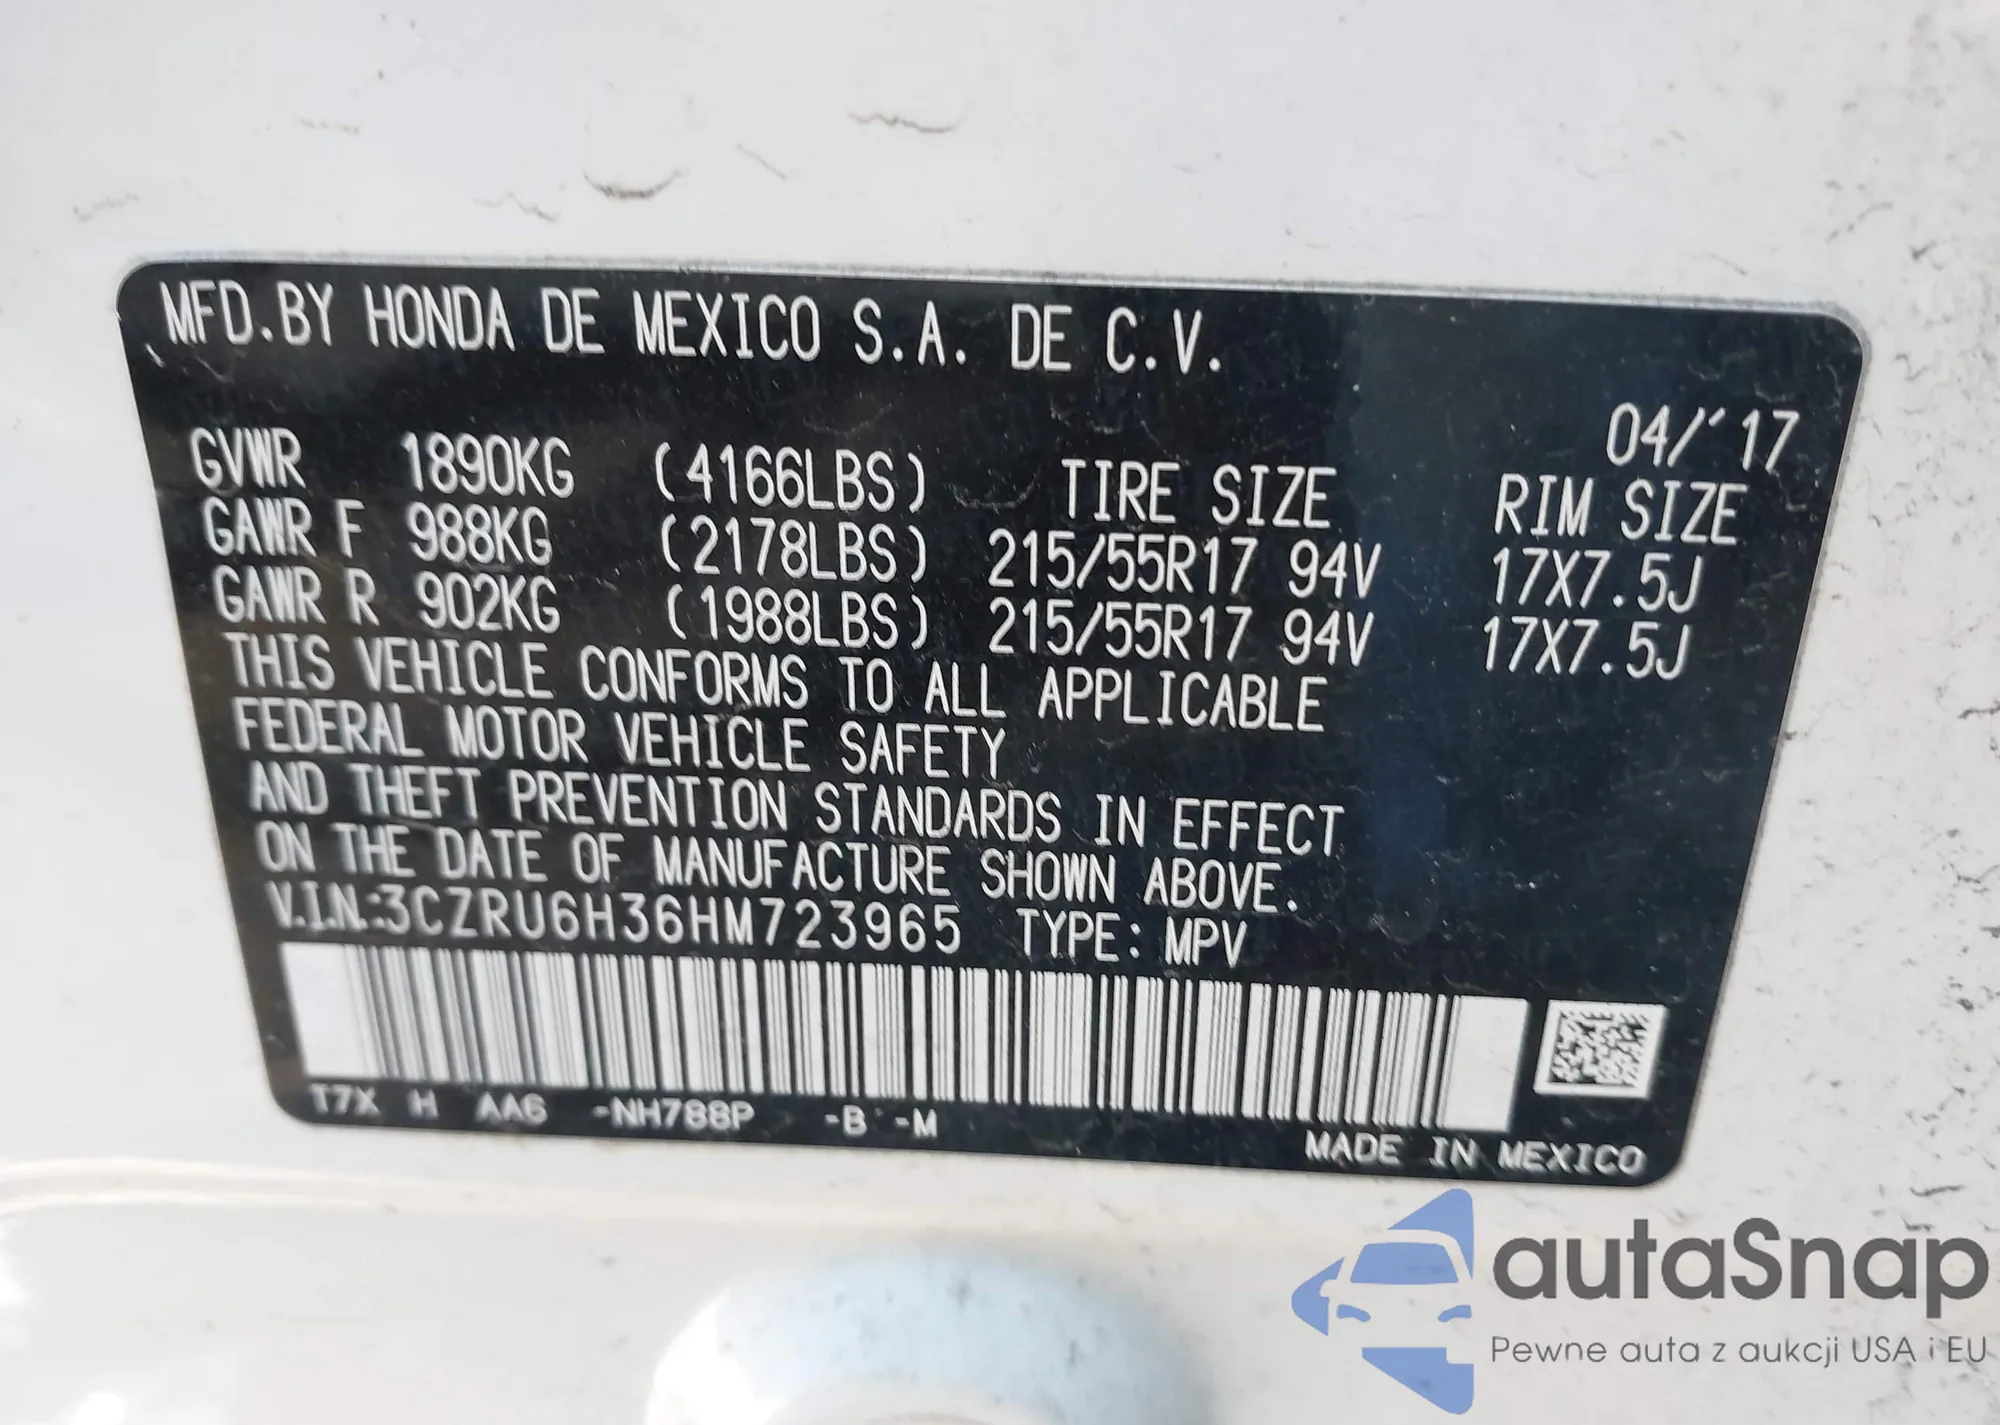 MFD.BY HONDA DE MEXICO S.A. DE C.V.
04/'17
GVWR 1890KG (4166LBS) TIRE SIZE RIM SIZE
GAWR F 988KG (2178LBS) 215/55R17 94V 17X7.5J
GAWR R 902KG (1988LBS) 215/55R17 94V 17X7.5J
THIS VEHICLE CONFORMS TO ALL APPLICABLE
FEDERAL MOTOR VEHICLE SAFETY
AND THEFT PREVENTION STANDARDS IN EFFECT
ON THE DATE OF MANUFACTURE SHOWN ABOVE.
V.I.N.:3CZRU6H36HM723965 TYPE: MPV
T7X H AA6 -NH788P -B -M
MADE IN MEXICO
autaSnap
Pewne auta z aukcji USA i EU